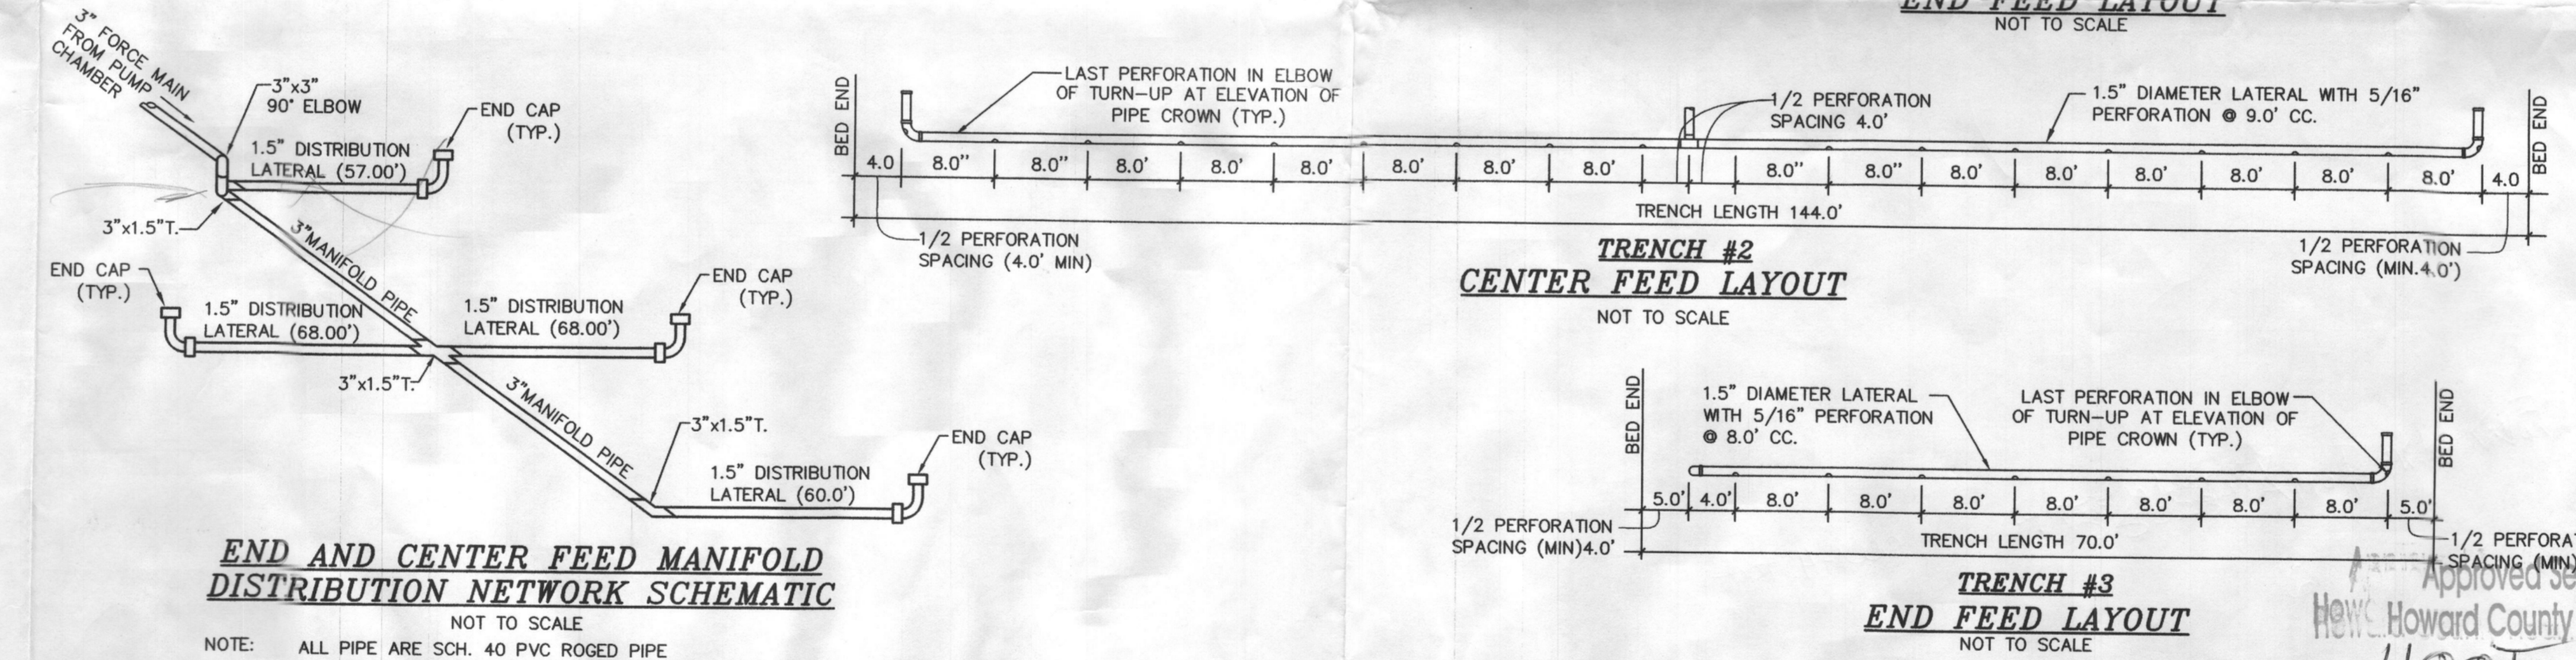 END FEED LAYOUT
NOT TO SCALE
3" FORCE MAIN
FROM PUMP
CHAMBER
3"x3"
90° ELBOW
END CAP
(TYP.)
1.5" DISTRIBUTION
LATERAL (57.00')
3"x1.5"T.
3"MANIFOLD PIPE
END CAP
(TYP.)
1.5" DISTRIBUTION
LATERAL (68.00')
1.5" DISTRIBUTION
LATERAL (68.00')
END CAP
(TYP.)
3"x1.5"T.
3"MANIFOLD PIPE
3"x1.5"T.
END CAP
(TYP.)
1.5" DISTRIBUTION
LATERAL (60.0')
END AND CENTER FEED MANIFOLD
DISTRIBUTION NETWORK SCHEMATIC
NOT TO SCALE
NOTE: ALL PIPE ARE SCH. 40 PVC ROGED PIPE
BED END
LAST PERFORATION IN ELBOW
OF TURN-UP AT ELEVATION OF
PIPE CROWN (TYP.)
1/2 PERFORATION
SPACING 4.0'
1.5" DIAMETER LATERAL WITH 5/16"
PERFORATION @ 9.0' CC.
BED END
4.0 8.0" 8.0" 8.0' 8.0' 8.0' 8.0' 8.0' 8.0' 8.0" 8.0" 8.0' 8.0' 8.0' 8.0' 8.0' 8.0' 4.0
TRENCH LENGTH 144.0'
1/2 PERFORATION
SPACING (4.0' MIN)
1/2 PERFORATION
SPACING (MIN.4.0')
TRENCH #2
CENTER FEED LAYOUT
NOT TO SCALE
BED END
1.5" DIAMETER LATERAL
WITH 5/16" PERFORATION
@ 8.0' CC.
LAST PERFORATION IN ELBOW
OF TURN-UP AT ELEVATION OF
PIPE CROWN (TYP.)
BED END
5.0' 4.0' 8.0' 8.0' 8.0' 8.0' 8.0' 8.0' 8.0' 5.0'
1/2 PERFORATION
SPACING (MIN)4.0'
TRENCH LENGTH 70.0'
1/2 PERFORA
SPACING (MIN)
TRENCH #3
END FEED LAYOUT
NOT TO SCALE
Approved Se
Howard County